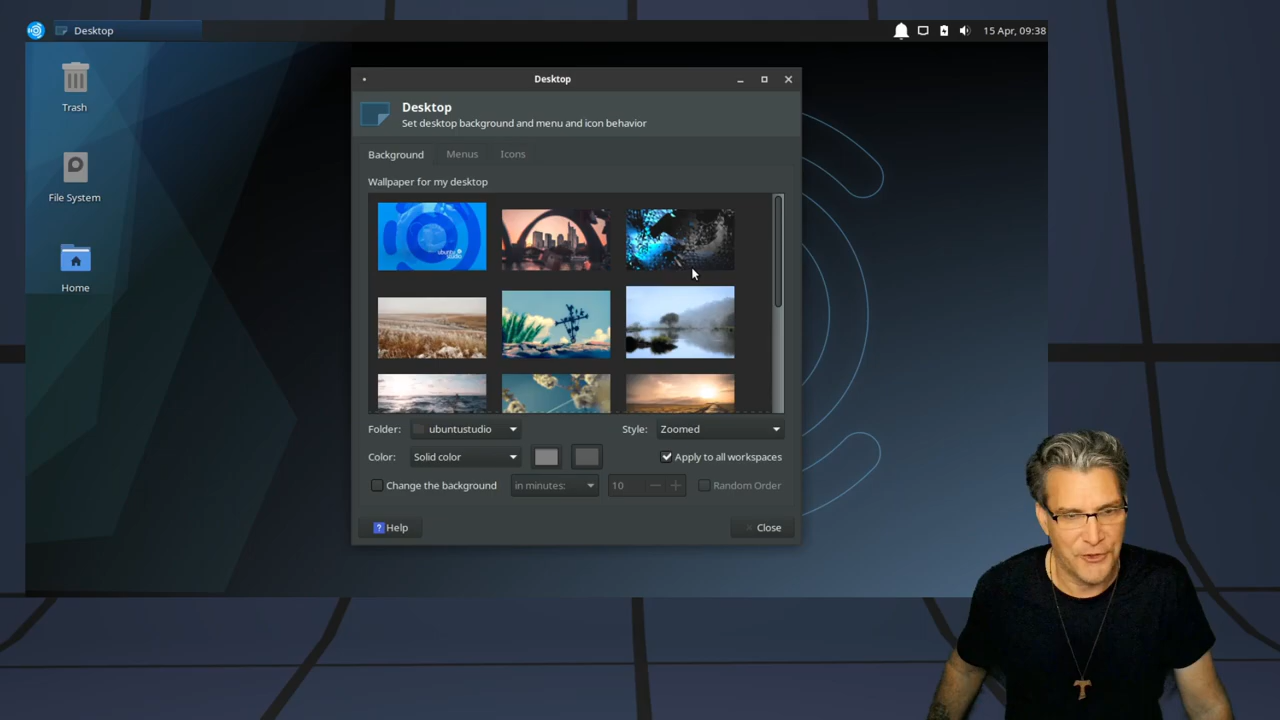 Desktop
15 Apr, 09:38
Trash
File System
Home
Desktop
Desktop
Set desktop background and menu and icon behavior
Background Menus Icons
Wallpaper for my desktop
ubuntu
studio
Folder: ubuntustudio Style: Zoomed
Color: Solid color Apply to all workspaces
Change the background in minutes: 10 Random Order
? Help Close